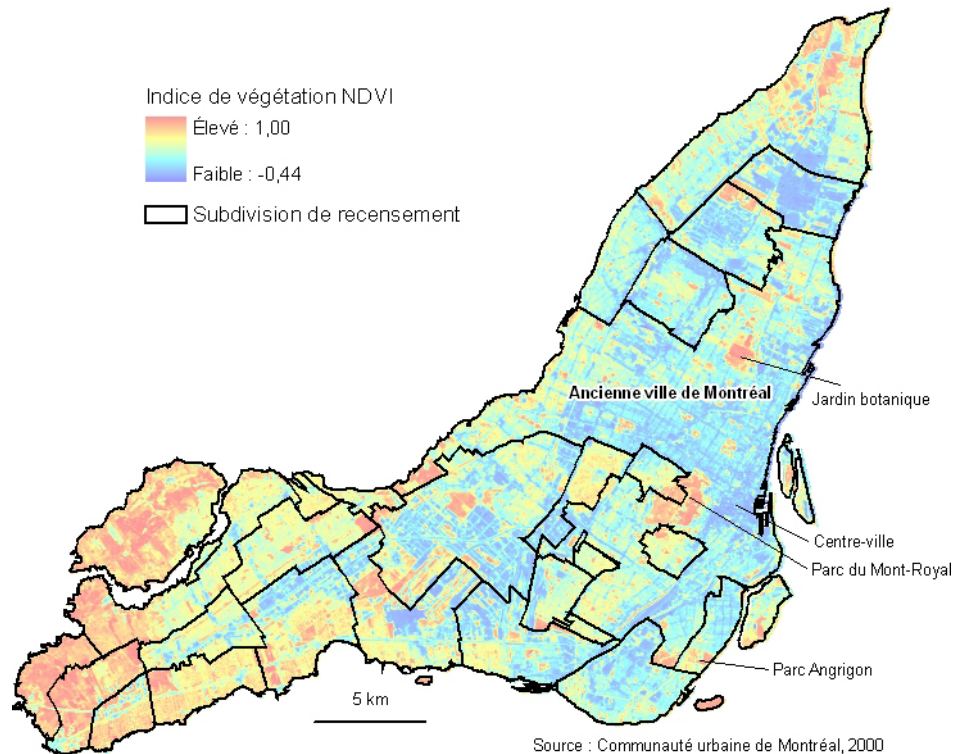 Indice de végétation NDVI
Élevé : 1,00
Faible : -0,44
Subdivision de recensement
Ancienne ville de Montréal
Jardin botanique
Centre-ville
Parc du Mont-Royal
Parc Angrigon
5 km
Source : Communauté urbaine de Montréal, 2000